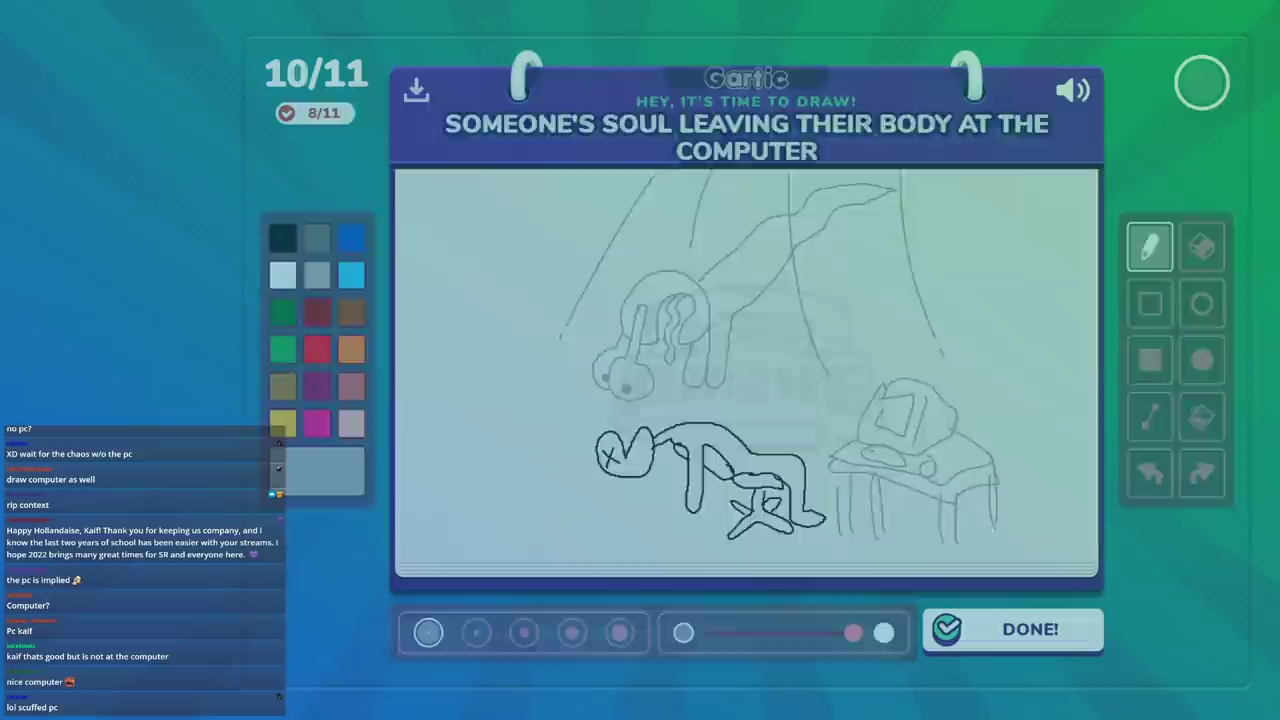 10/11
8/11
Gartic
HEY, IT'S TIME TO DRAW!
SOMEONE'S SOUL LEAVING THEIR BODY AT THE
COMPUTER
no pc?
XD wait for the chaos w/o the pc
draw computer as well
rip context
Happy Hollandaise, Kaif! Thank you for keeping us company, and I
know the last two years of school has been easier with your streams. I
hope 2022 brings many great times for SR and everyone here.
the pc is implied
Computer?
Pc kaif
kaif thats good but is not at the computer
nice computer
lol scuffed pc
DONE!